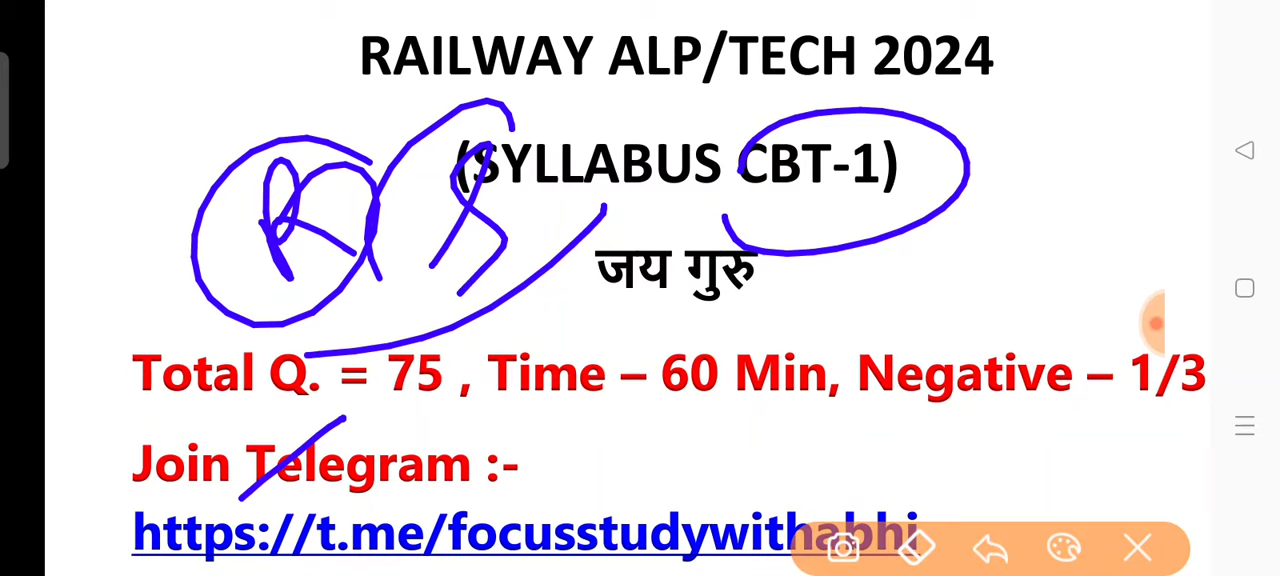 RAILWAY ALP/TECH 2024
(SYLLABUS CBT-1)
जय गुरु
Total Q. = 75 , Time – 60 Min, Negative – 1/3
Join Telegram :-
https://t.me/focusstudywithabhi